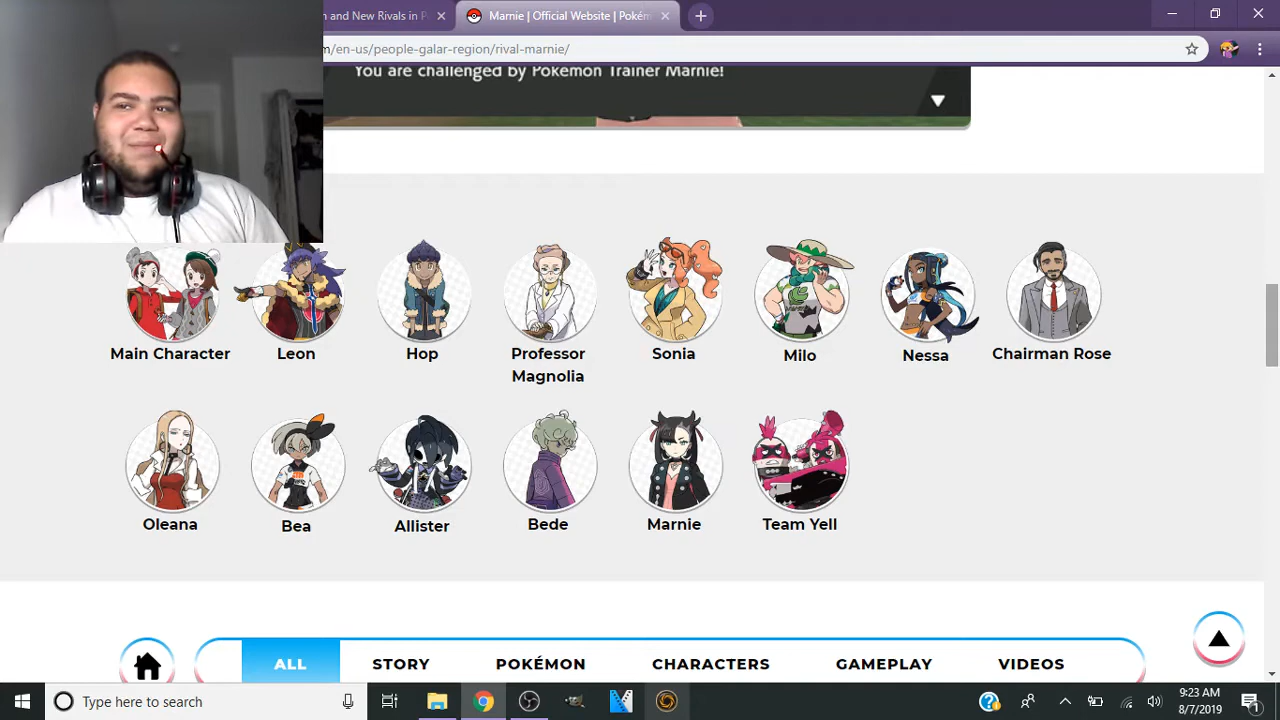 n and New Rivals in P
Marnie | Official Website | Pokém
m/en-us/people-galar-region/rival-marnie/
You are challenged by Pokémon Trainer Marnie!
Main Character
Leon
Hop
Professor
Magnolia
Sonia
Milo
Nessa
Chairman Rose
Oleana
Bea
Allister
Bede
Marnie
Team Yell
ALL
STORY
POKÉMON
CHARACTERS
GAMEPLAY
VIDEOS
Type here to search
9:23 AM
8/7/2019
1